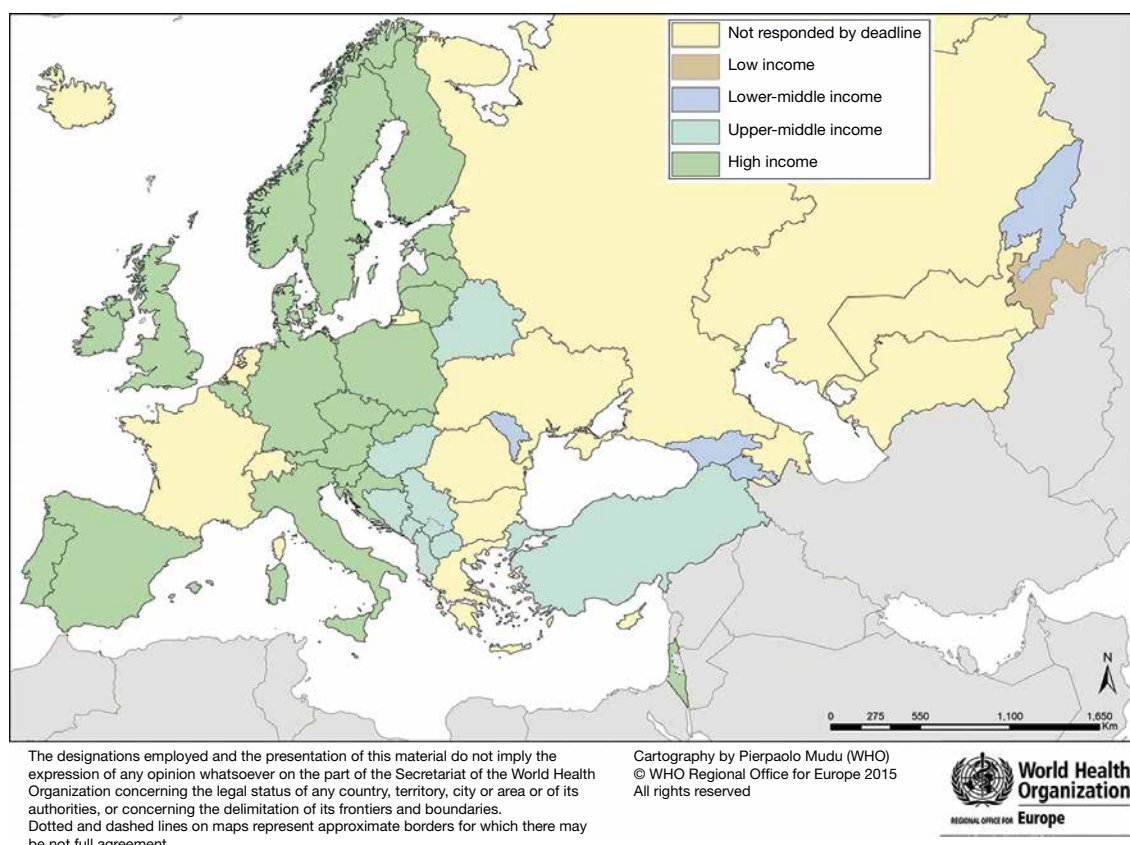 Not responded by deadline
Low income
Lower-middle income
Upper-middle income
High income
N
0 275 550 1,100 1,650
Km
The designations employed and the presentation of this material do not imply the
expression of any opinion whatsoever on the part of the Secretariat of the World Health
Organization concerning the legal status of any country, territory, city or area or of its
authorities, or concerning the delimitation of its frontiers and boundaries.
Dotted and dashed lines on maps represent approximate borders for which there may
be not full agreement.
Cartography by Pierpaolo Mudu (WHO)
© WHO Regional Office for Europe 2015
All rights reserved
World Health
Organization
REGIONAL OFFICE FOR Europe